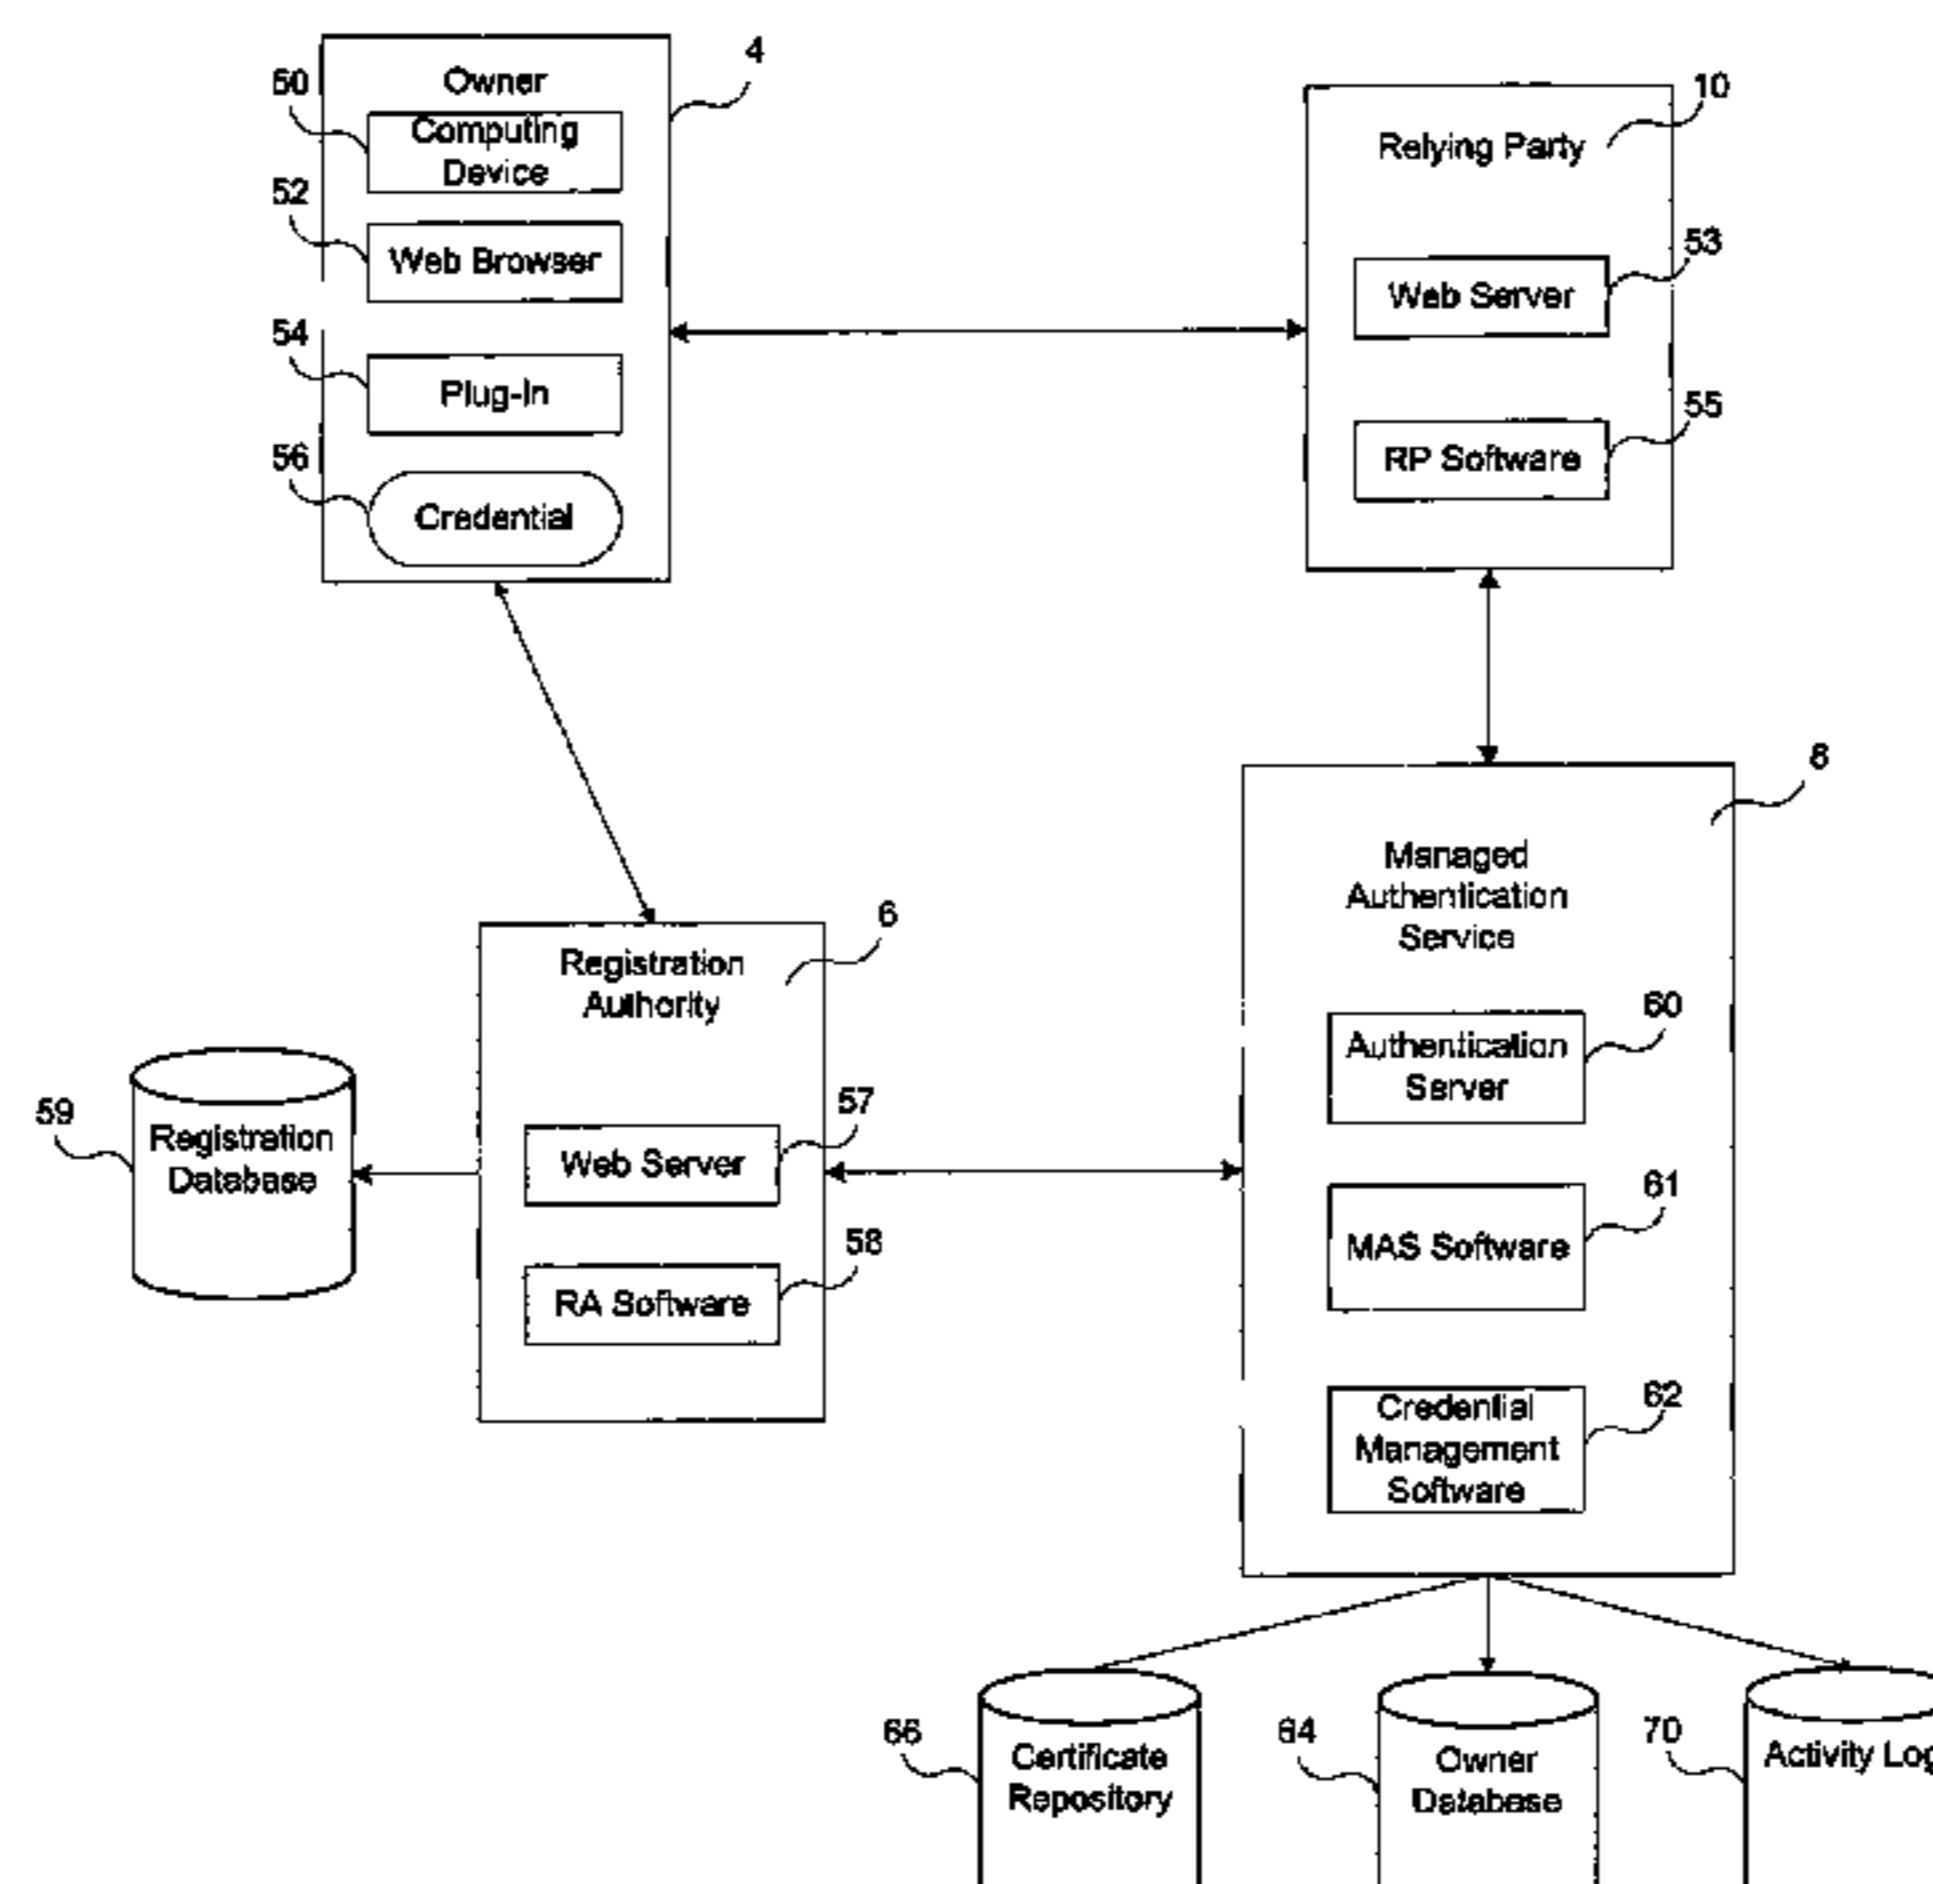 4
Owner
50
Computing
Device
52
Web Browser
54
Plug-In
56
Credential
10
Relying Party
53
Web Server
55
RP Software
8
Managed
Authentication
Service
60
Authentication
Server
61
MAS Software
62
Credential
Management
Software
6
Registration
Authority
57
Web Server
58
RA Software
59
Registration
Database
66
Certificate
Repository
64
Owner
Database
70
Activity Log